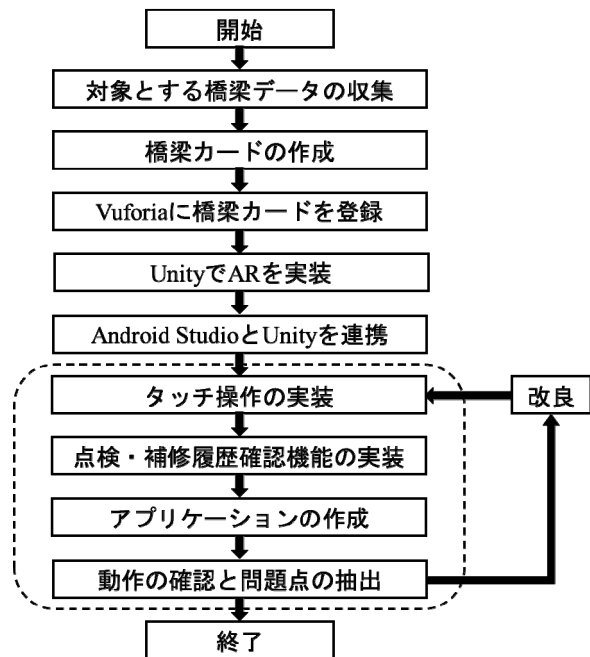 開始
対象とする橋梁データの収集
橋梁カードの作成
Vuforiaに橋梁カードを登録
UnityでARを実装
Android StudioとUnityを連携
タッチ操作の実装
改良
点検・補修履歴確認機能の実装
アプリケーションの作成
動作の確認と問題点の抽出
終了